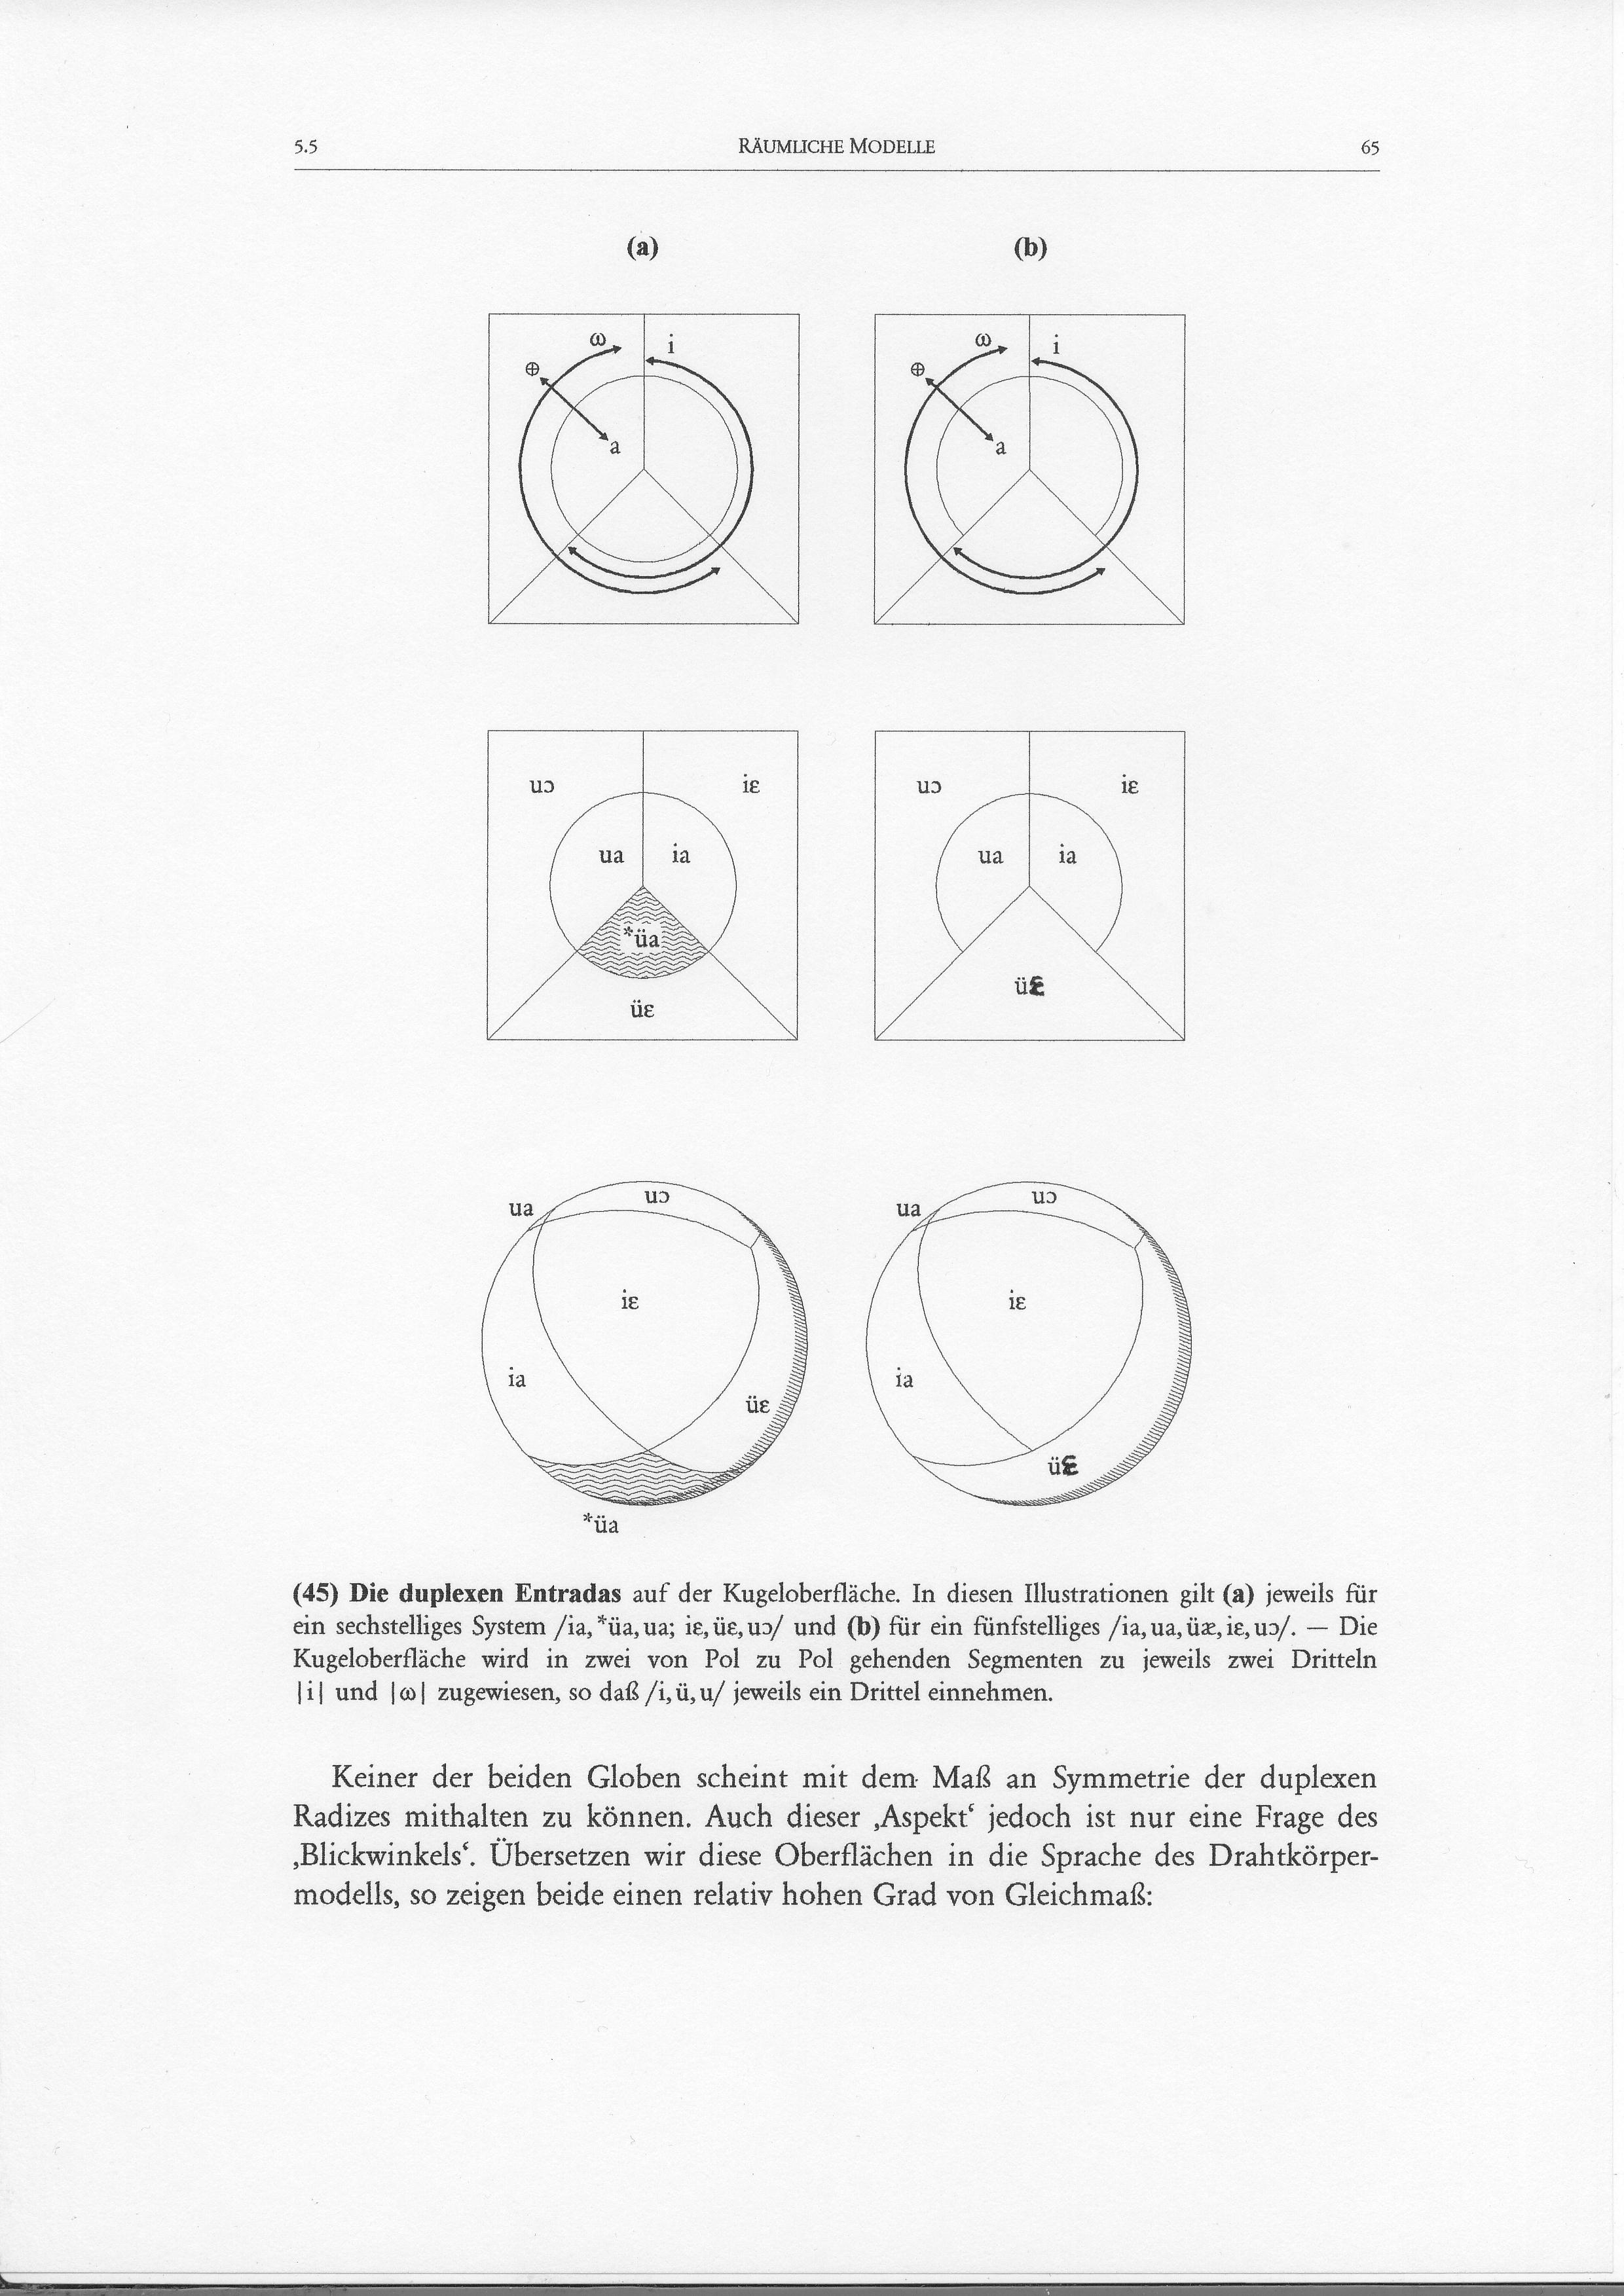 5.5 RÄUMLICHE MODELLE 65
(a) (b)
ω i ω i
⊕ ⊕
a a
uɔ iɛ uɔ iɛ
ua ia ua ia
*üa
üɛ
üɛ
ua uɔ ua uɔ
iɛ iɛ
ia ia
üɛ
üɛ
*üa
(45) Die duplexen Entradas auf der Kugeloberfläche. In diesen Illustrationen gilt (a) jeweils für
ein sechstelliges System /ia, *üa, ua; iɛ, üɛ, uɔ/ und (b) für ein fünfstelliges /ia, ua, üæ, iɛ, uɔ/. — Die
Kugeloberfläche wird in zwei von Pol zu Pol gehenden Segmenten zu jeweils zwei Dritteln
|i| und |ω| zugewiesen, so daß /i, ü, u/ jeweils ein Drittel einnehmen.
Keiner der beiden Globen scheint mit dem Maß an Symmetrie der duplexen
Radizes mithalten zu können. Auch dieser ‚Aspekt‘ jedoch ist nur eine Frage des
‚Blickwinkels‘. Übersetzen wir diese Oberflächen in die Sprache des Drahtkörper-
modells, so zeigen beide einen relativ hohen Grad von Gleichmaß: